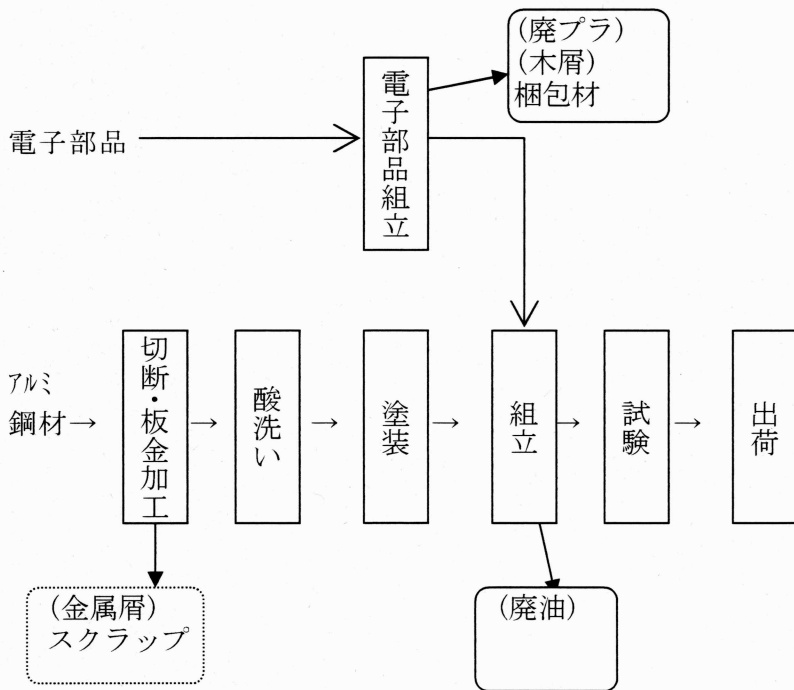 (廃プラ)
(木屑)
梱包材
電子部品組立
電子部品
アルミ
鋼材→
切断・板金加工
→
酸洗い
→
塗装
→
組立
→
試験
→
出荷
(金属屑)
スクラップ
(廃油)